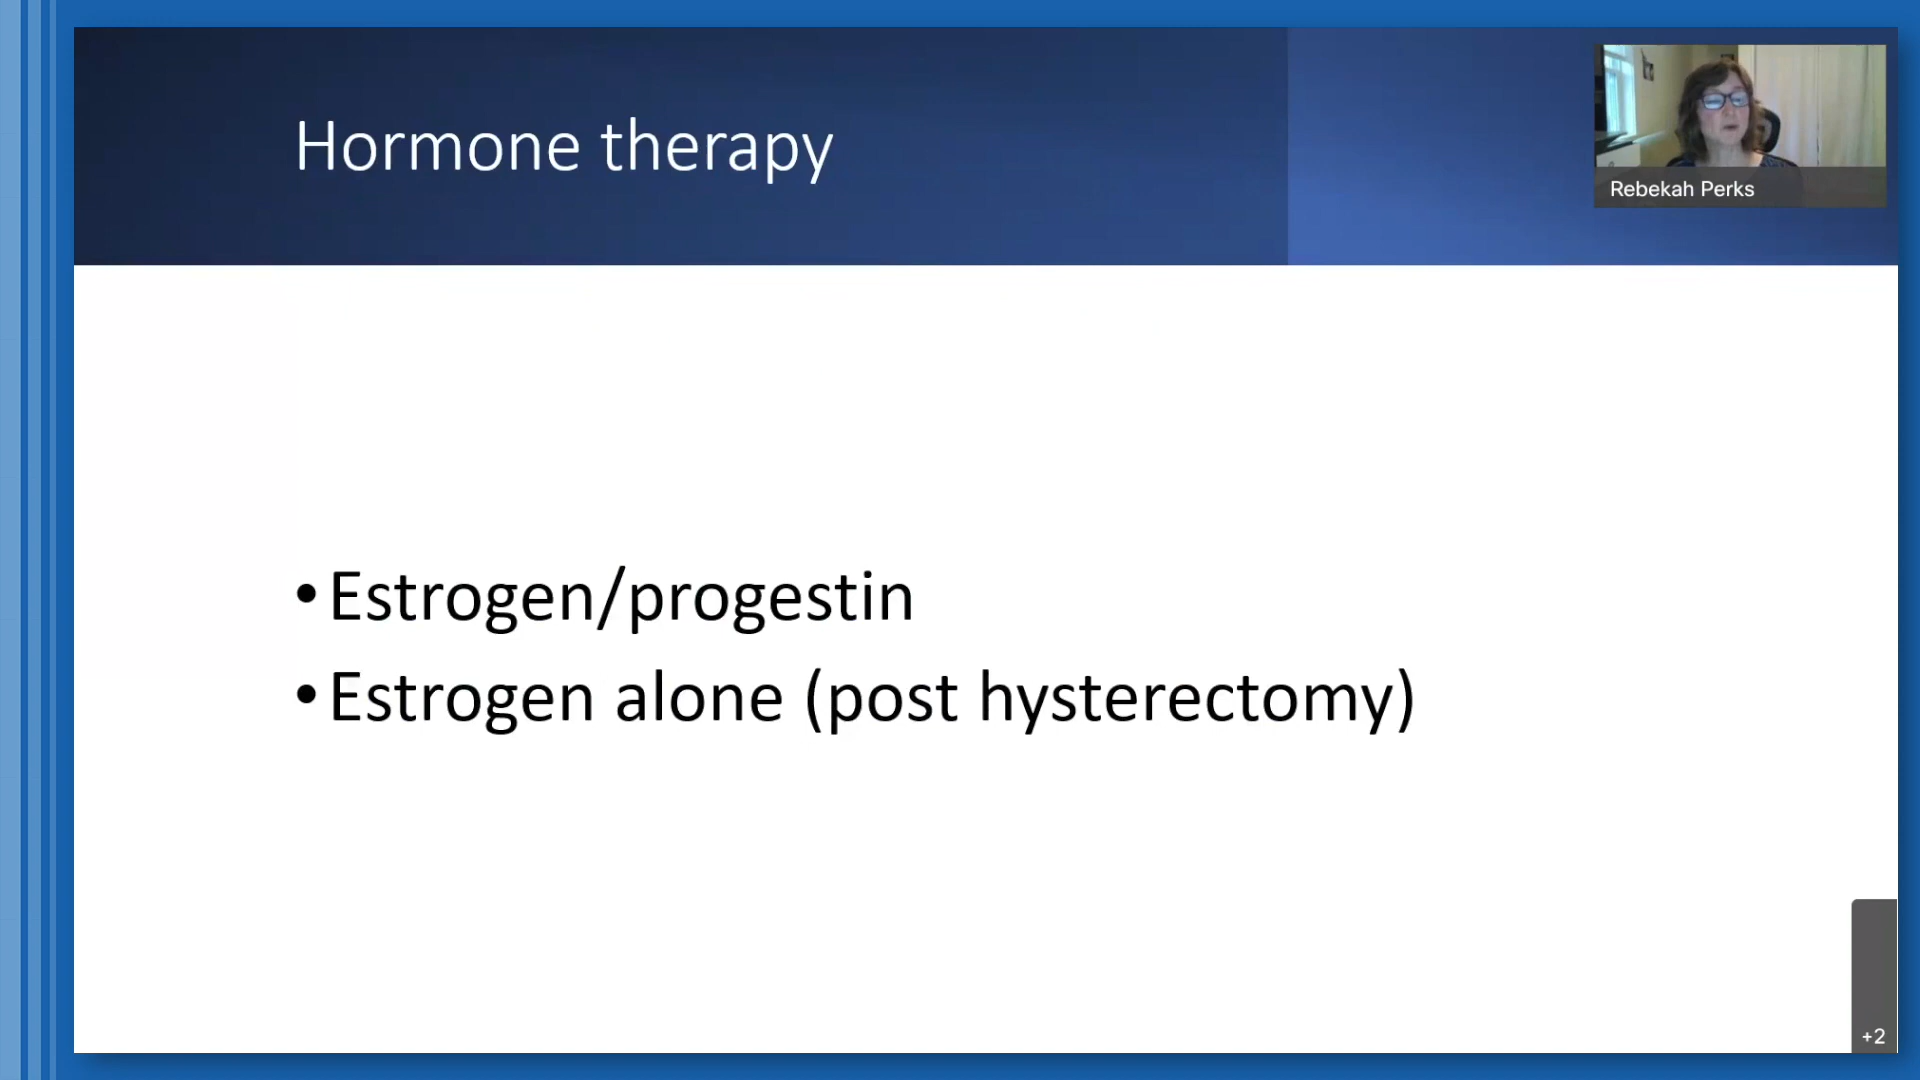 Hormone therapy
Rebekah Perks
• Estrogen/progestin
• Estrogen alone (post hysterectomy)
+2